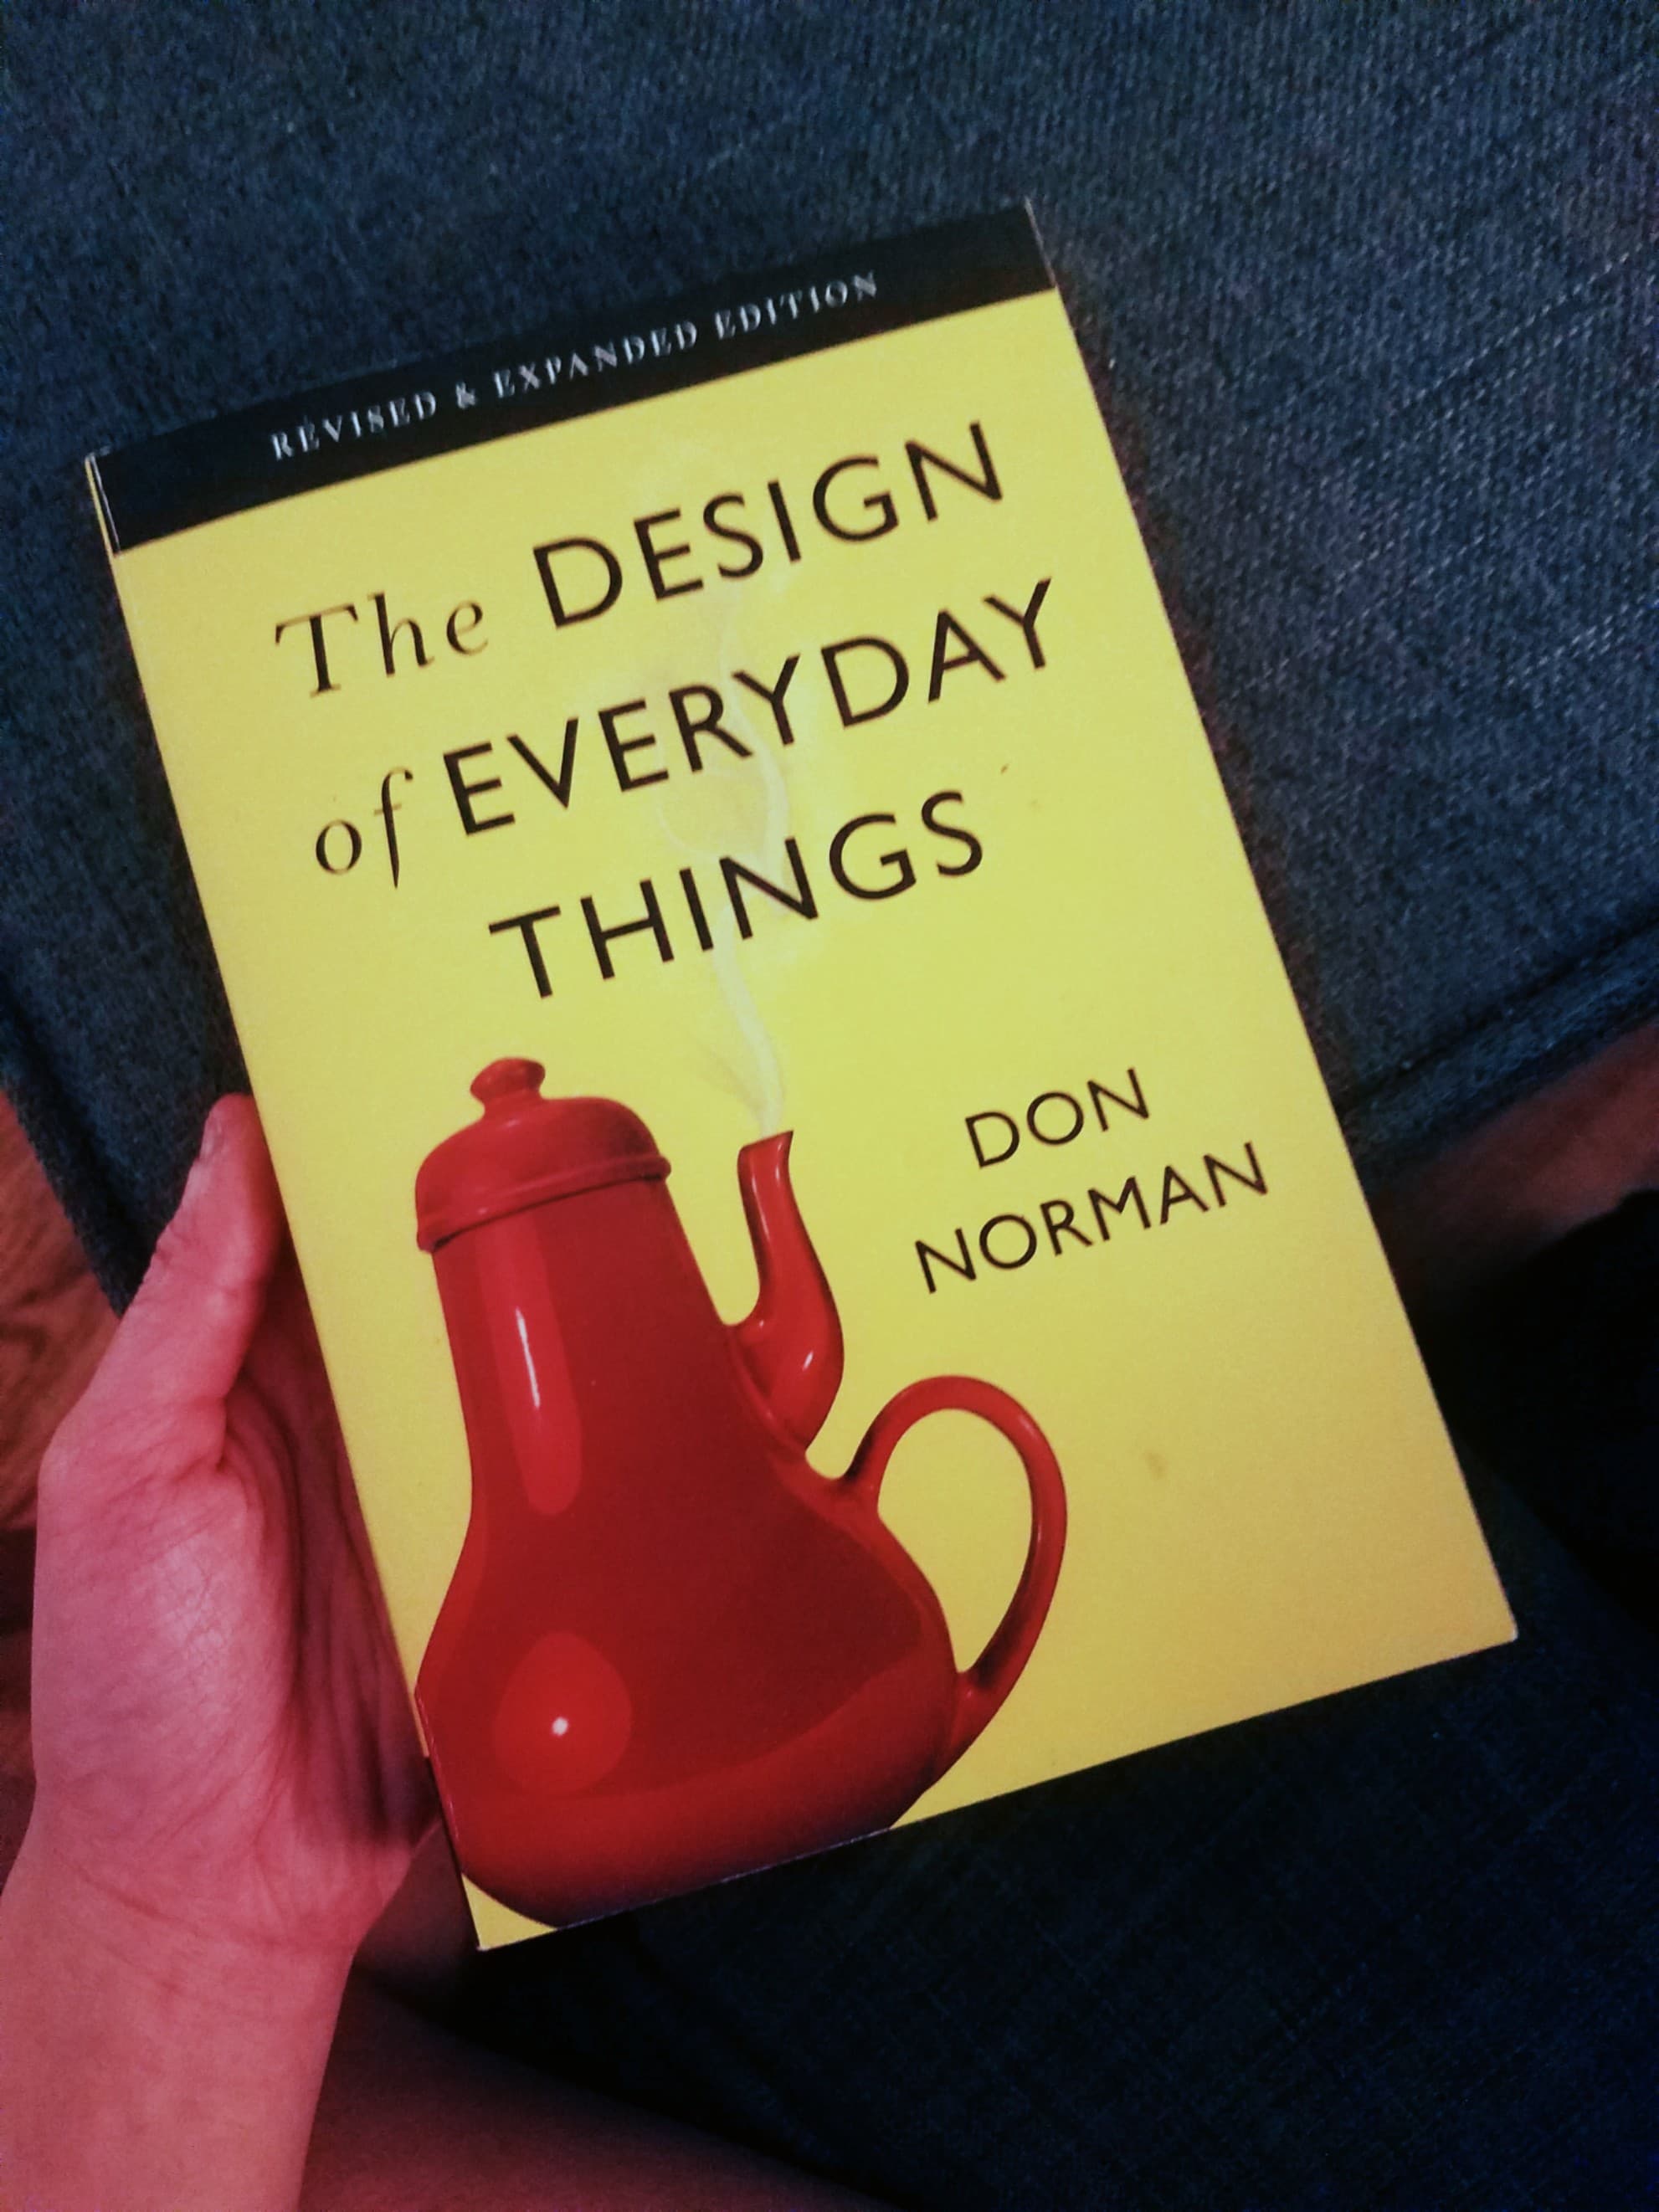 REVISED & EXPANDED EDITION
The DESIGN
of EVERYDAY
THINGS
DON
NORMAN